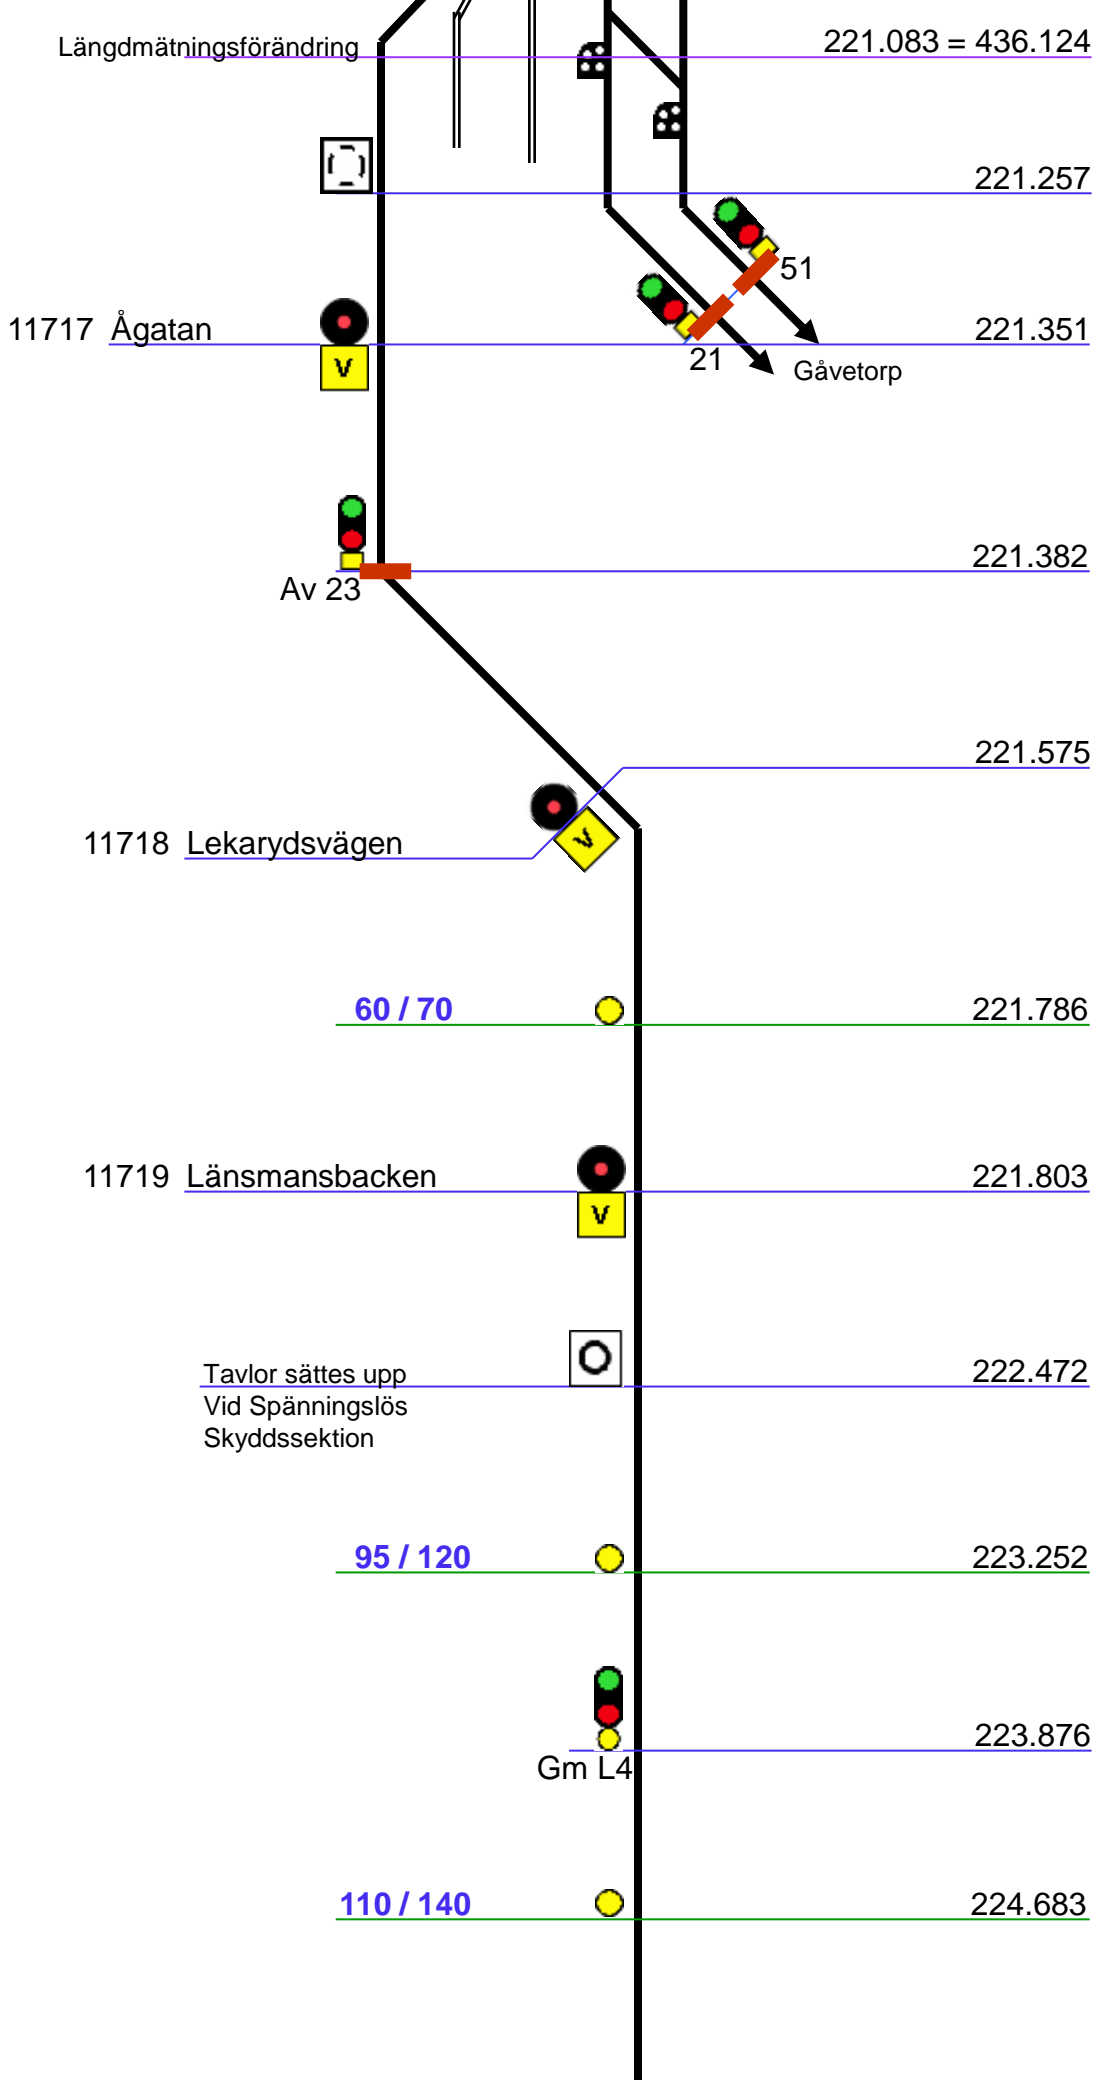 Längdmätningsförändring 221.083 = 436.124
221.257
51
11717 Ågatan V 221.351
21
Gåvetorp
221.382
Av 23
221.575
11718 Lekarydsvägen V
60 / 70 221.786
11719 Länsmansbacken 221.803
V
Tavlor sättes upp 222.472
Vid Spänningslös
Skyddssektion
95 / 120 223.252
223.876
Gm L4
110 / 140 224.683